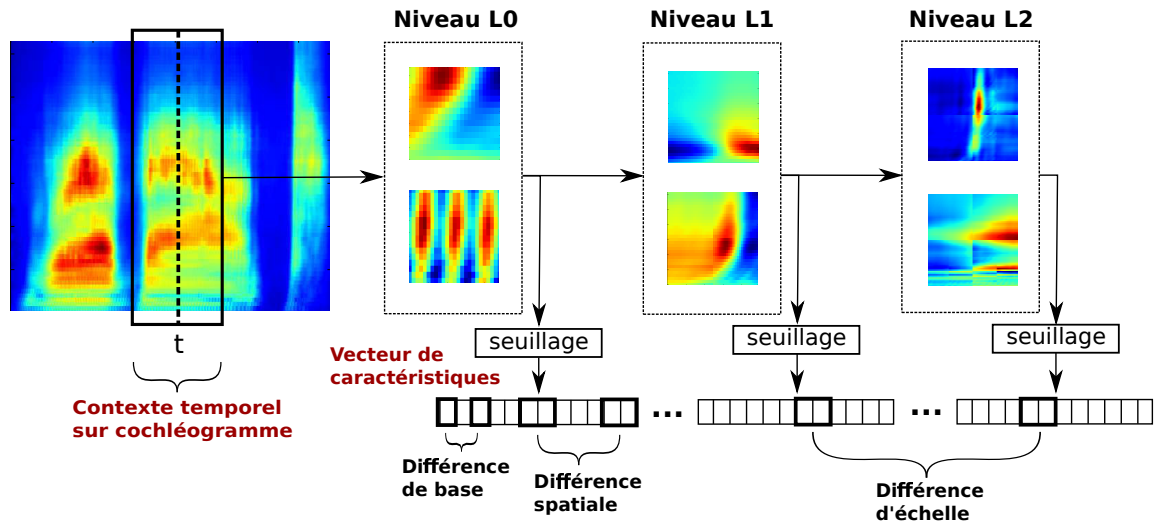 Niveau L0
Niveau L1
Niveau L2
t
Contexte temporel
sur cochléogramme
Vecteur de
caractéristiques
seuillage
seuillage
seuillage
...
...
Différence
de base
Différence
spatiale
Différence
d'échelle